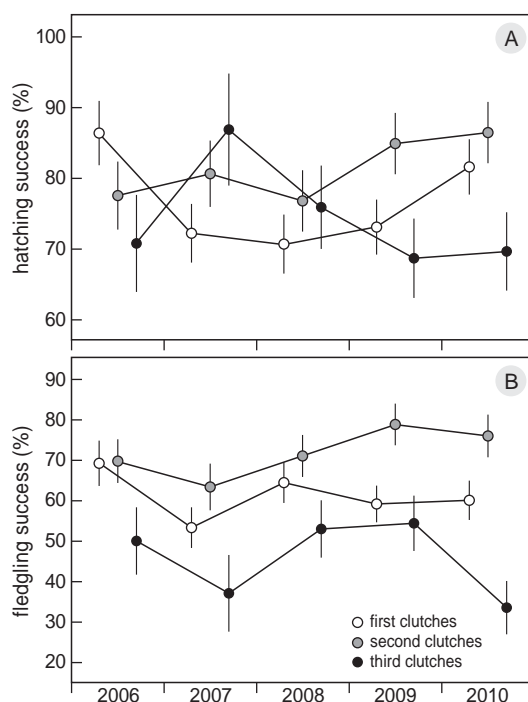 A
hatching success (%)
100
90
80
70
60
B
fledgling success (%)
90
80
70
60
50
40
30
20
first clutches
second clutches
third clutches
2006 2007 2008 2009 2010